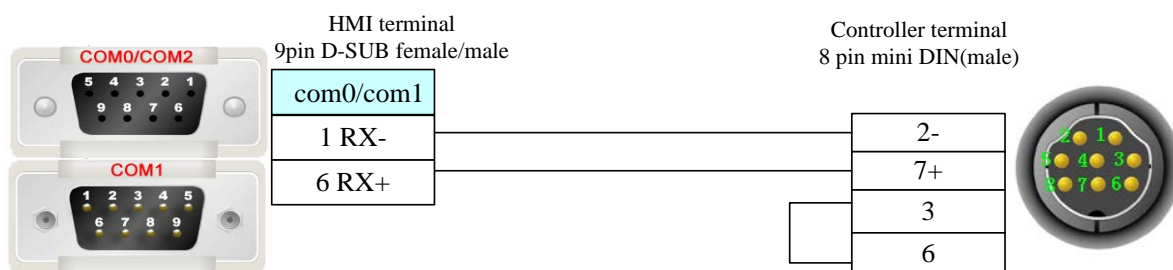 HMI terminal
9pin D-SUB female/male
Controller terminal
8 pin mini DIN(male)
COM0/COM2
5 4 3 2 1
9 8 7 6
com0/com1
1 RX-
6 RX+
COM1
1 2 3 4 5
6 7 8 9
2-
7+
3
6
2 1
5 4 3
8 7 6